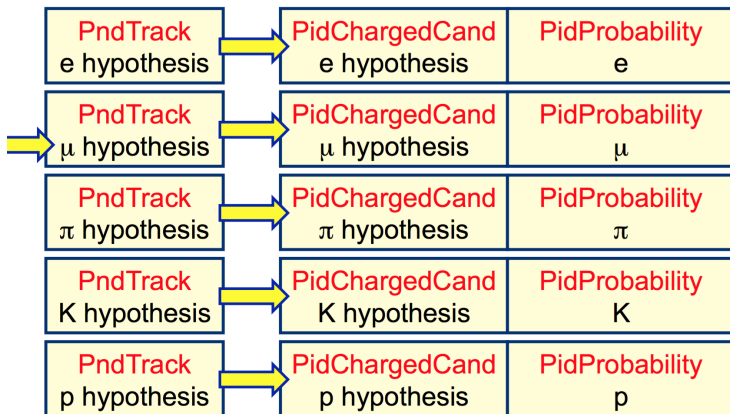 PndTrack
e hypothesis
PidChargedCand
e hypothesis
PidProbability
e
PndTrack
μ hypothesis
PidChargedCand
μ hypothesis
PidProbability
μ
PndTrack
π hypothesis
PidChargedCand
π hypothesis
PidProbability
π
PndTrack
K hypothesis
PidChargedCand
K hypothesis
PidProbability
K
PndTrack
p hypothesis
PidChargedCand
p hypothesis
PidProbability
p